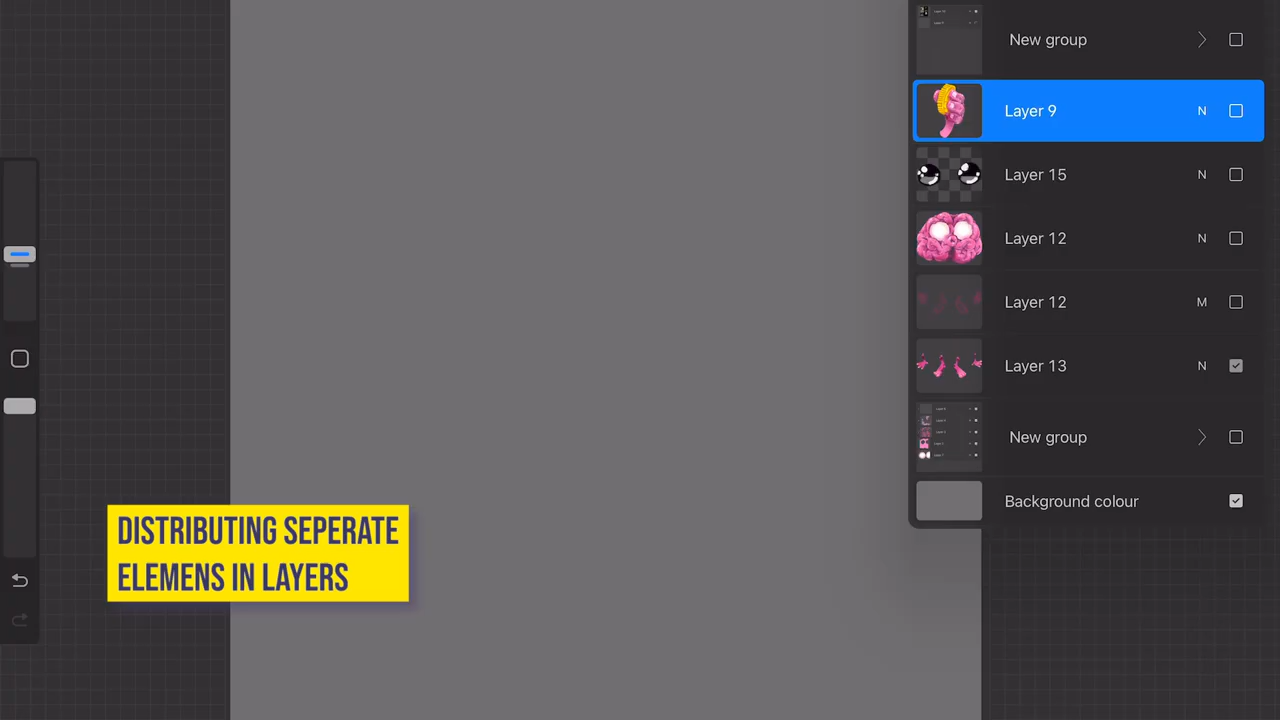 New group
Layer 9 N
Layer 15 N
Layer 12 N
Layer 12 M
Layer 13 N
New group
Background colour
DISTRIBUTING SEPERATE
ELEMENS IN LAYERS